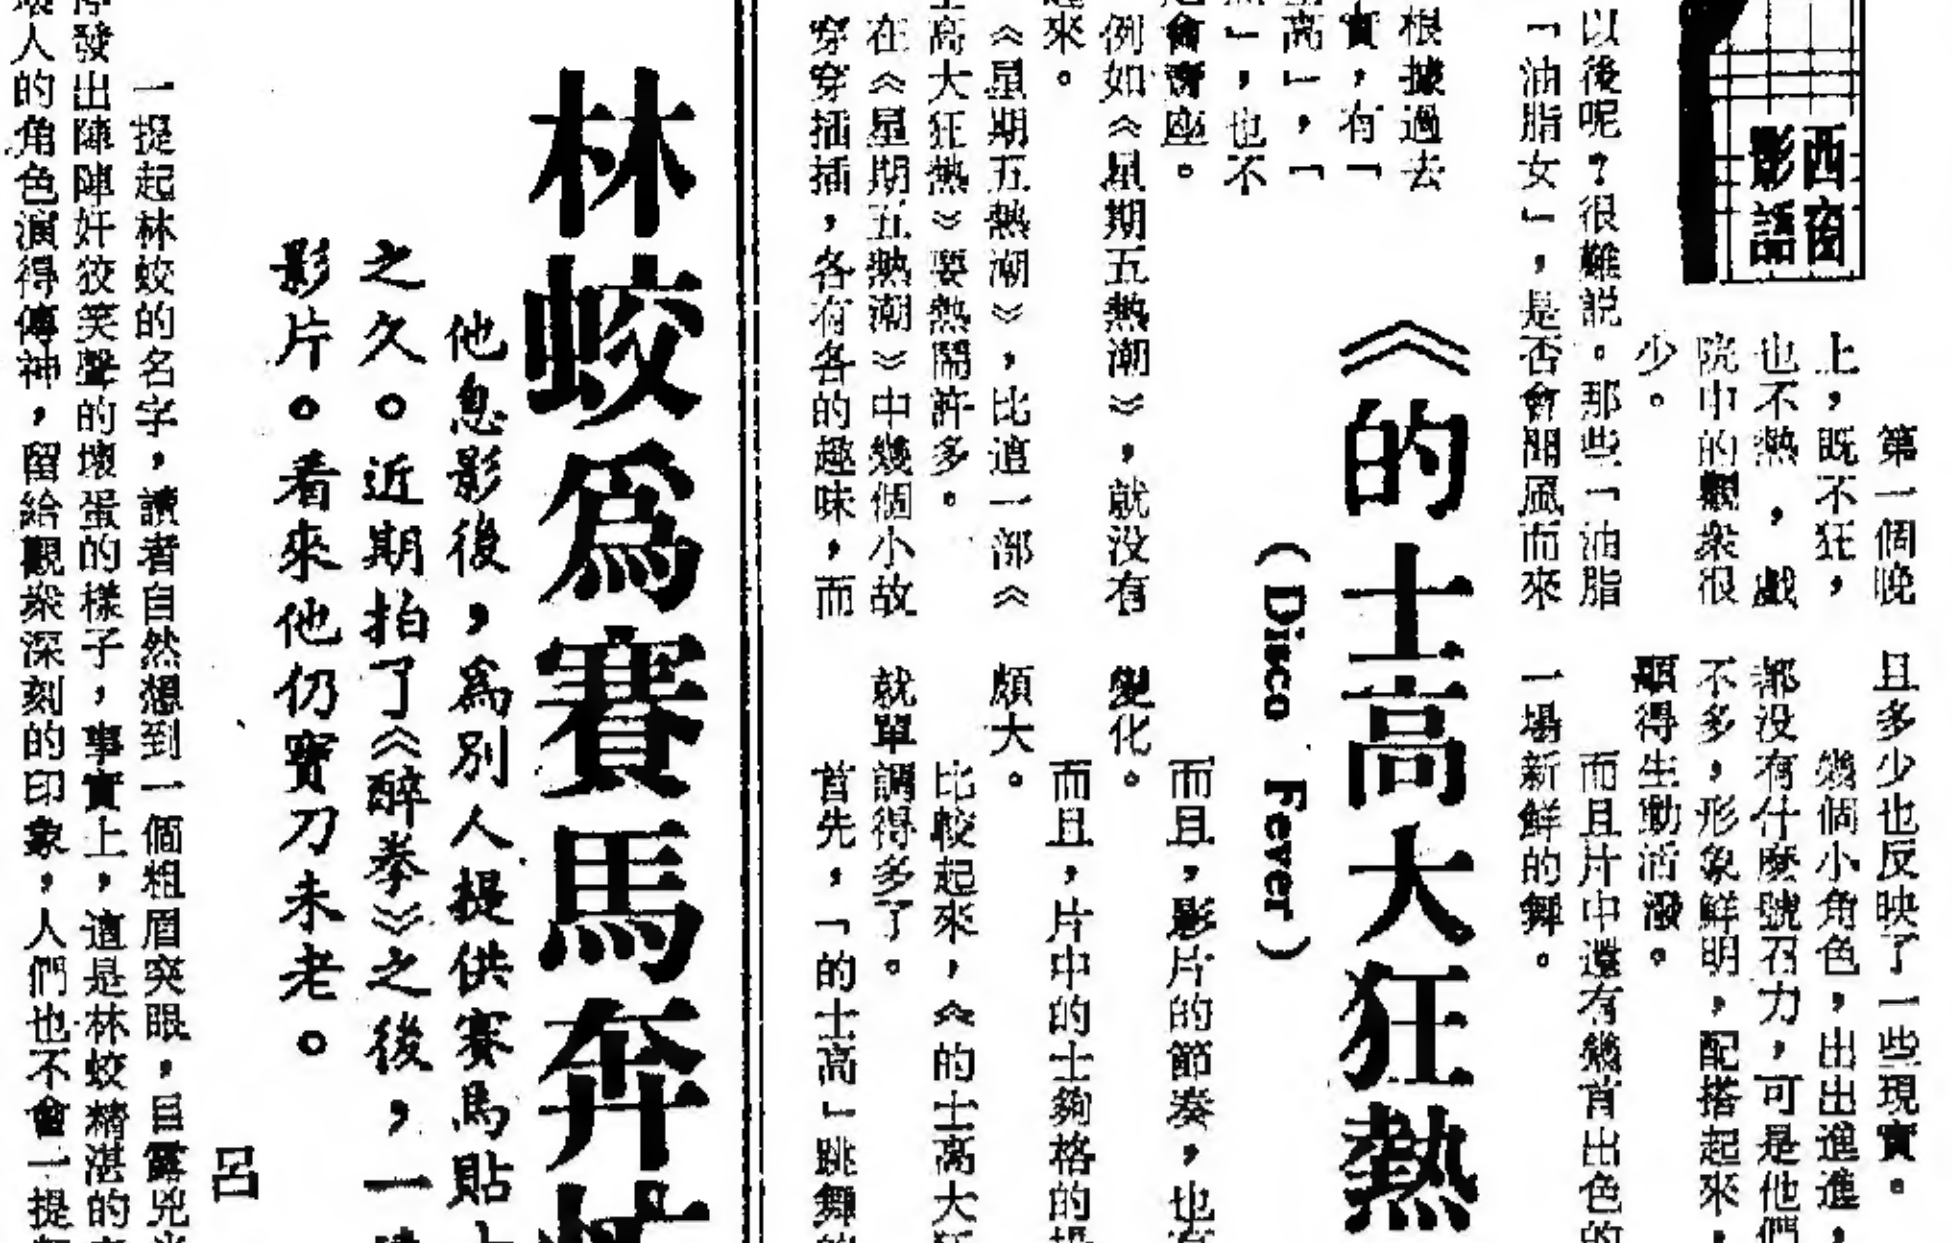 西窗
影語
《的士高大狂熱
(Disco Fever)
第一個晚
上，既不狂，
也不熱，戲
院中的觀衆很
少。
以後呢？很難説。那些「油脂
「油脂女」，是否會聞風而來
根據過去
實，有「
高」，「
」，也不
會賣座。
例如《星期五熱潮》，就没有
來。
《星期五熱潮》，比這一部《
高大狂熱》要熱鬧許多。
在《星期五熱潮》中幾個小故
穿穿插插，各有各的趣味，而
且多少也反映了一些現實。
幾個小角色，出出進進，
都没有什麽號召力，可是他們
不多，形象鮮明，配搭起來，
顯得生動活潑。
而且片中還有幾首出色的
一場新鮮的舞。
而且，影片的節奏，也
變化。
而且，片中的士夠格的
頗大。
比較起來，《的士高大狂
就單調得多了。
首先，「的士高」跳舞
林蛟爲賽馬奔
他息影後，爲別人提供賽馬貼
之久。近期拍了《醉拳》之後，一
影片。看來他仍寶刀未老。
呂
一提起林蛟的名字，讀者自然想到一個粗眉突眼，目露兇
發出陣陣奸狡笑聲的壞蛋的樣子，事實上，這是林蛟精湛的
壞人的角色演得傳神，留給觀衆深刻的印象，人們也不會一提